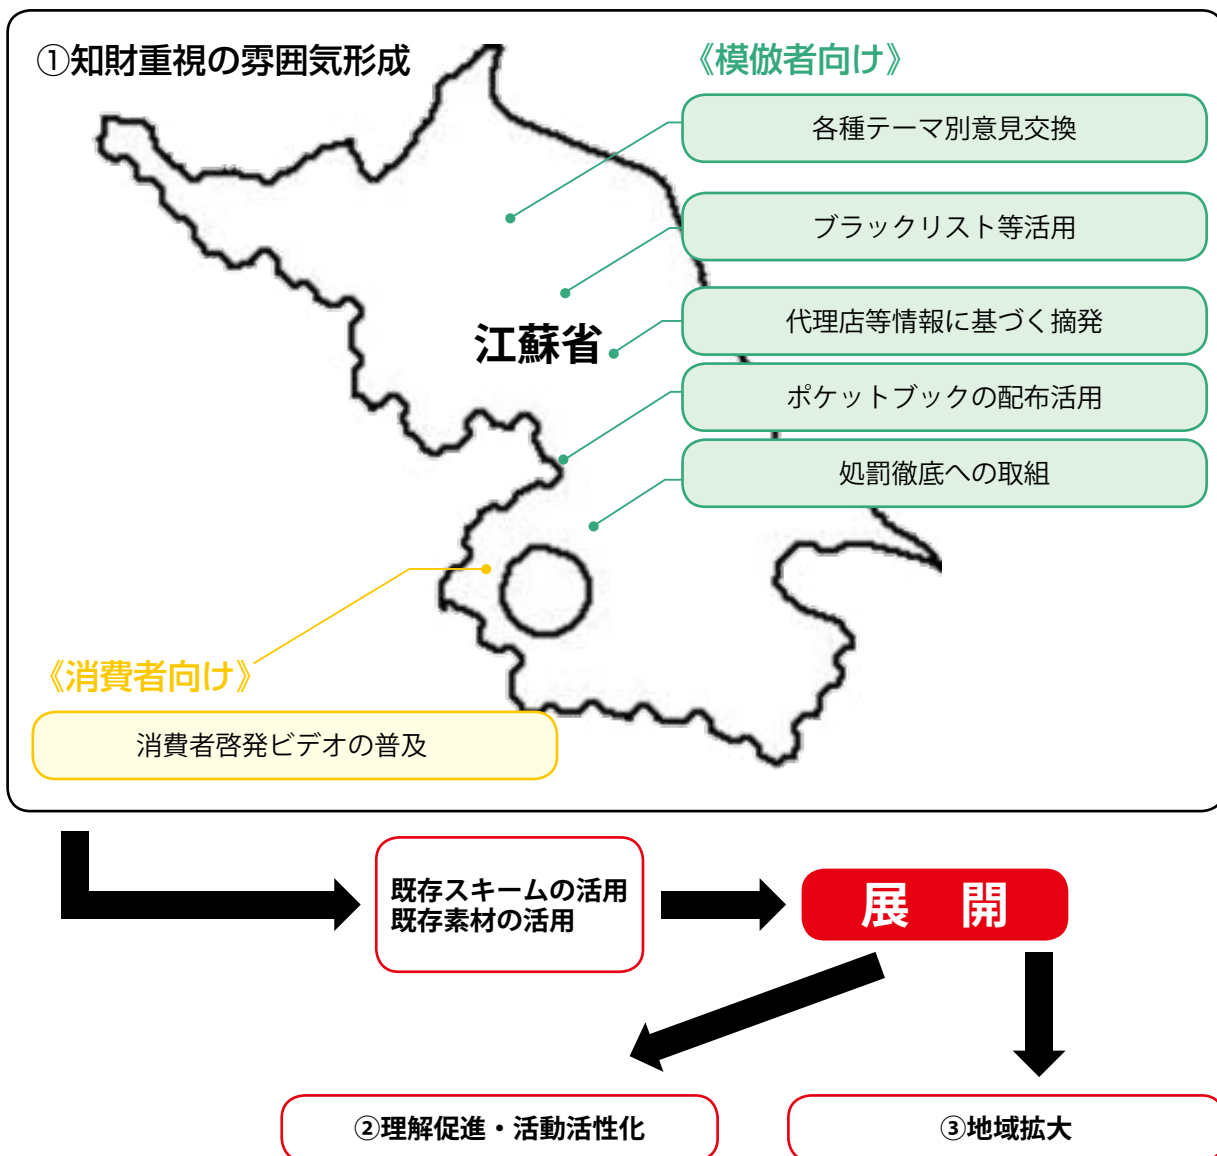 ①知財重視の雰囲気形成
《模倣者向け》
各種テーマ別意見交換
ブラックリスト等活用
代理店等情報に基づく摘発
江蘇省
ポケットブックの配布活用
処罰徹底への取組
《消費者向け》
消費者啓発ビデオの普及
既存スキームの活用
既存素材の活用
展　開
②理解促進・活動活性化
③地域拡大